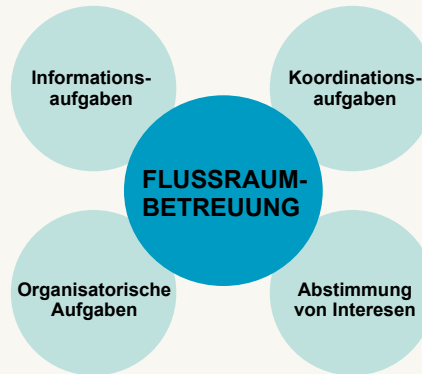 Informations-
aufgaben
Koordinations-
aufgaben
FLUSSRAUM-
BETREUUNG
Organisatorische
Aufgaben
Abstimmung
von Interesen